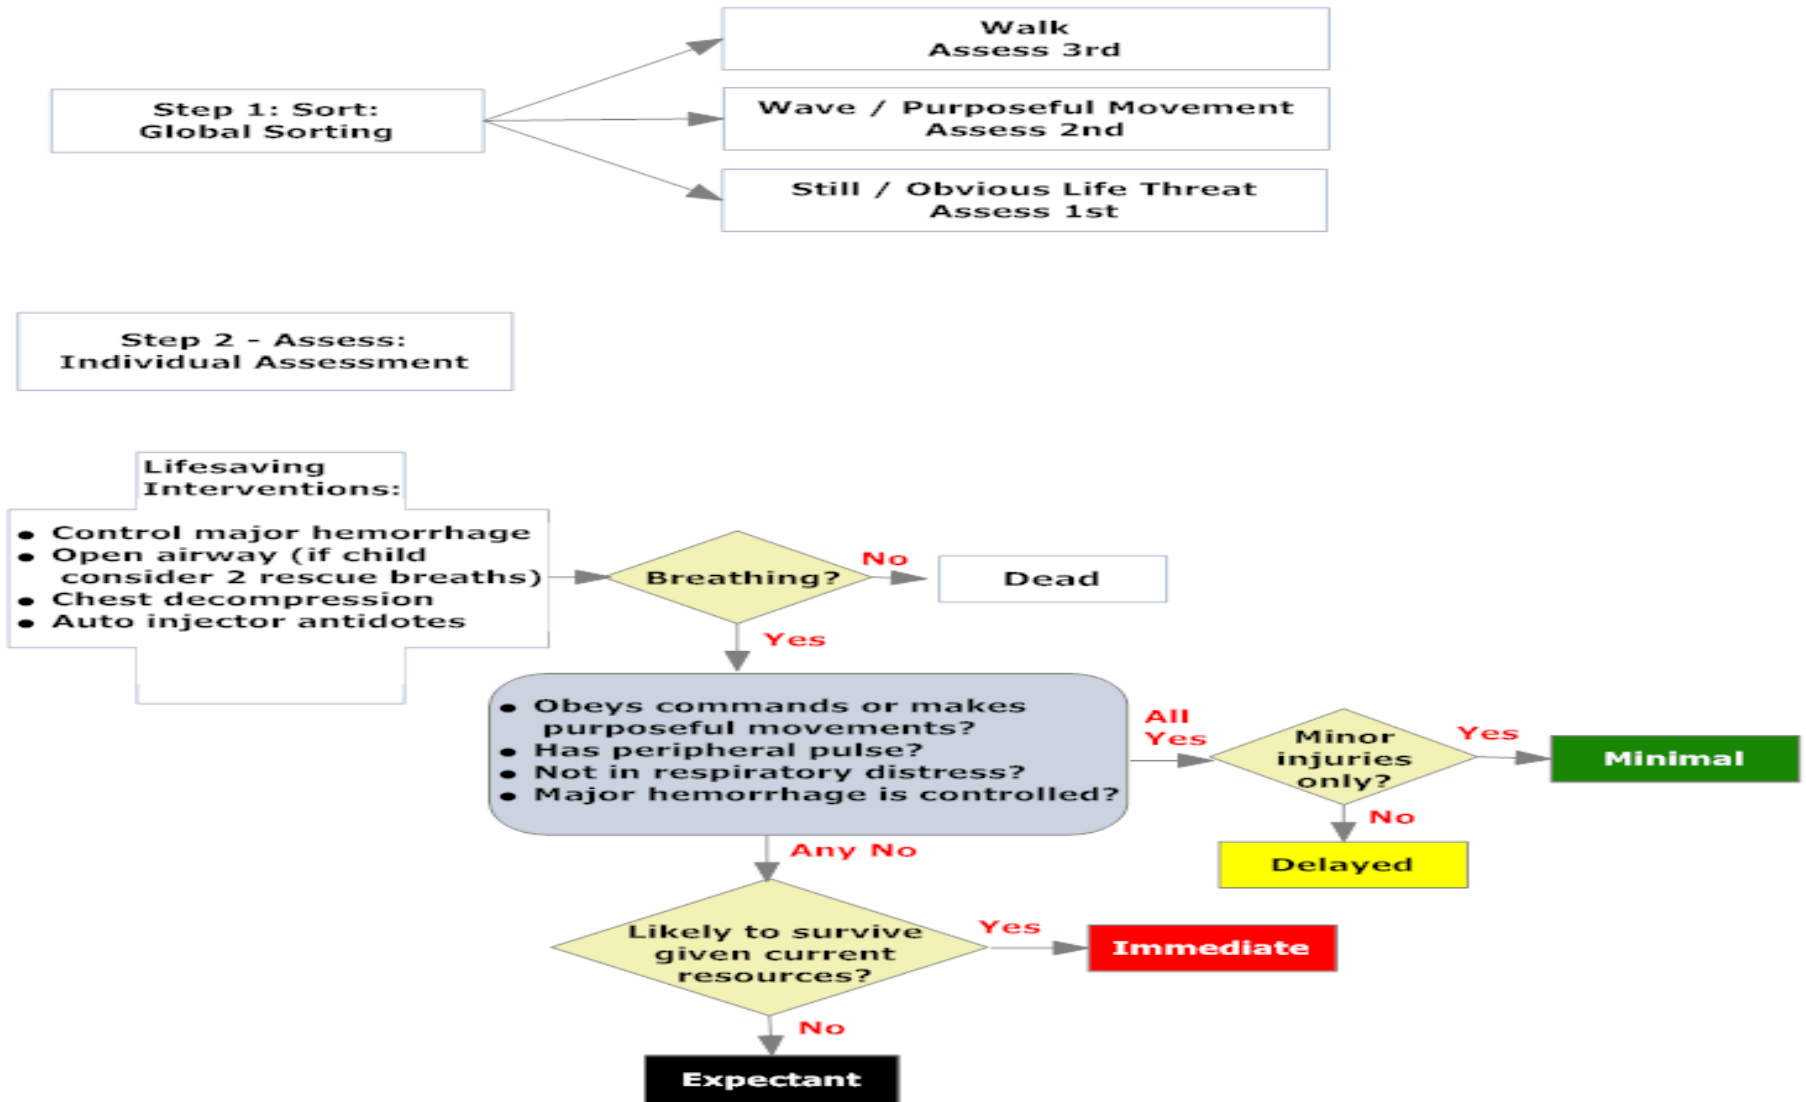 Walk
Assess 3rd
Step 1: Sort:
Global Sorting
Wave / Purposeful Movement
Assess 2nd
Still / Obvious Life Threat
Assess 1st
Step 2 - Assess:
Individual Assessment
Lifesaving
Interventions:
• Control major hemorrhage
• Open airway (if child
consider 2 rescue breaths)
• Chest decompression
• Auto injector antidotes
Breathing?
No
Dead
Yes
• Obeys commands or makes
purposeful movements?
• Has peripheral pulse?
• Not in respiratory distress?
• Major hemorrhage is controlled?
All
Yes
Minor
injuries
only?
Yes
Minimal
No
Delayed
Any No
Likely to survive
given current
resources?
Yes
Immediate
No
Expectant